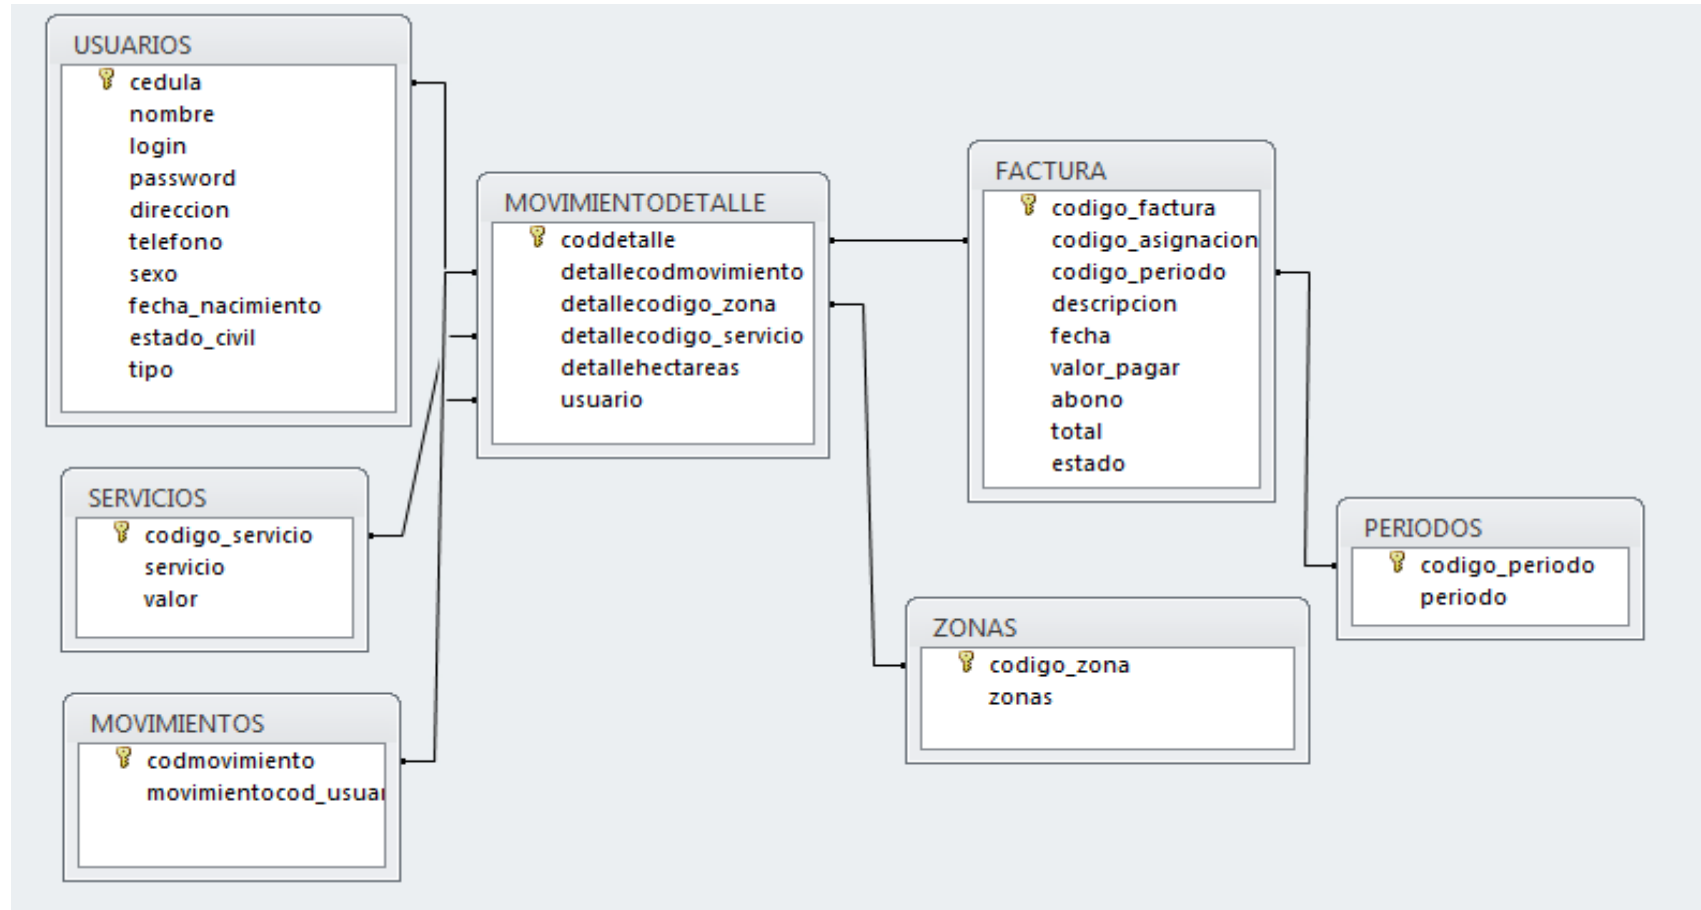 USUARIOS
cedula
nombre
login
password
direccion
telefono
sexo
fecha_nacimiento
estado_civil
tipo
SERVICIOS
codigo_servicio
servicio
valor
MOVIMIENTOS
codmovimiento
movimientocod_usuar
MOVIMIENTODETALLE
coddetalle
detallecodmovimiento
detallecodigo_zona
detallecodigo_servicio
detallehectareas
usuario
FACTURA
codigo_factura
codigo_asignacion
codigo_periodo
descripcion
fecha
valor_pagar
abono
total
estado
ZONAS
codigo_zona
zonas
PERIODOS
codigo_periodo
periodo